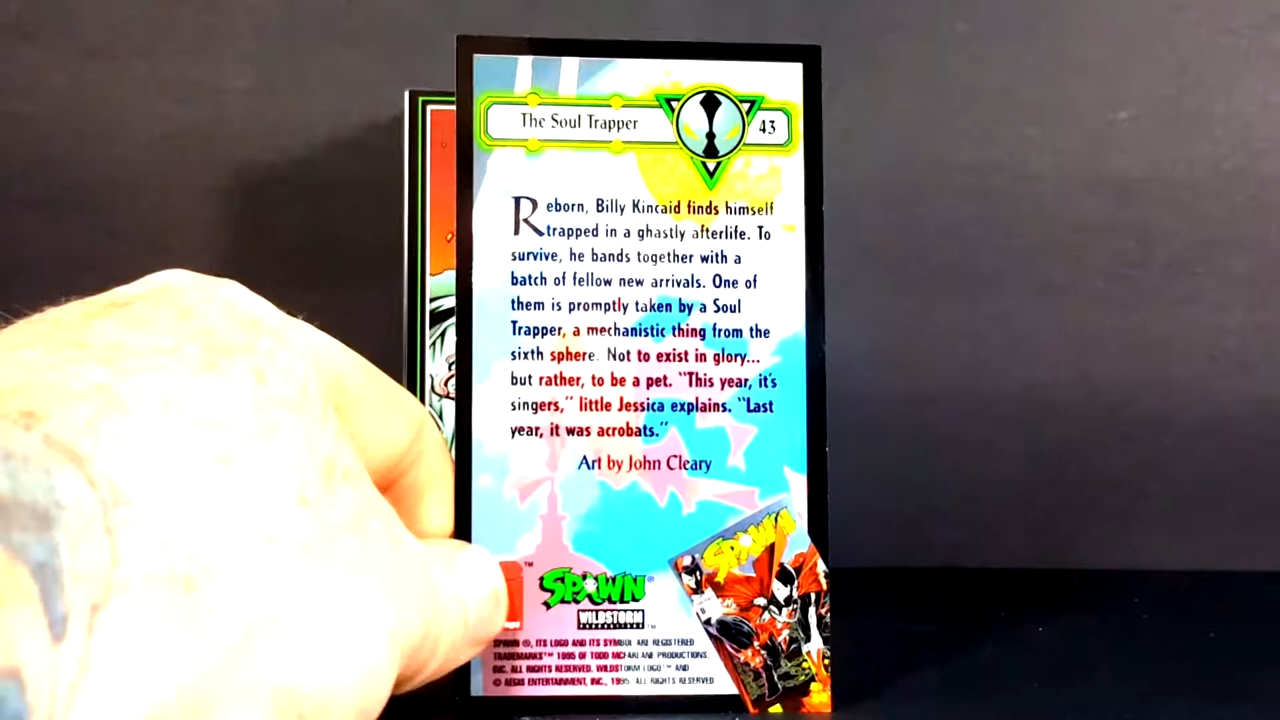 The Soul Trapper
43
Reborn, Billy Kincaid finds himself
trapped in a ghastly afterlife. To
survive, he bands together with a
batch of fellow new arrivals. One of
them is promptly taken by a Soul
Trapper, a mechanistic thing from the
sixth sphere. Not to exist in glory...
but rather, to be a pet. “This year, it’s
singers,” little Jessica explains. “Last
year, it was acrobats.”
Art by John Cleary
SPAWN
™
SPAWN®
WILDSTORM
PRODUCTIONS™
SPAWN ®, ITS LOGO AND ITS SYMBOL ARE REGISTERED
TRADEMARKS™ 1995 OF TODD MCFARLANE PRODUCTIONS,
INC. ALL RIGHTS RESERVED. WILDSTORM LOGO™ AND
© AEGIS ENTERTAINMENT, INC., 1995 ALL RIGHTS RESERVED